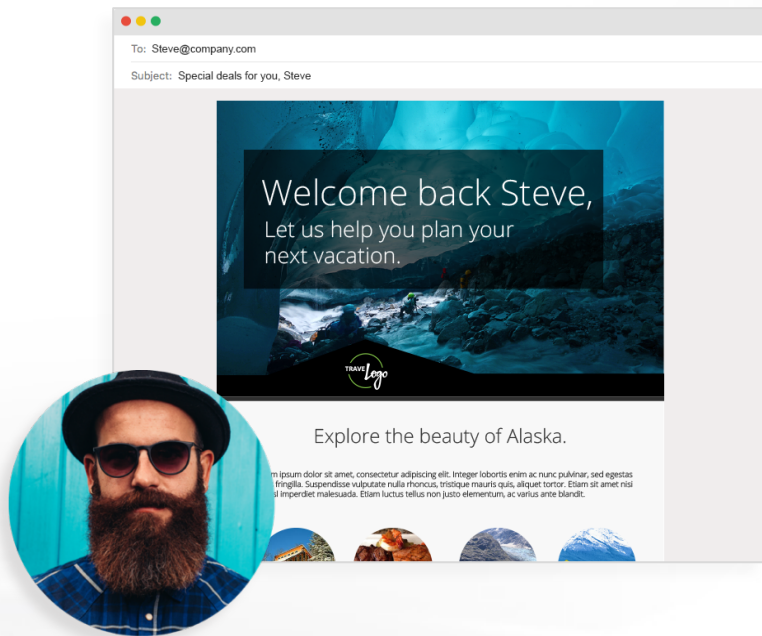 To: Steve@company.com
Subject: Special deals for you, Steve
Welcome back Steve,
Let us help you plan your
next vacation.
TRAVE Logo
Explore the beauty of Alaska.
ipsum dolor sit amet, consectetur adipiscing elit. Integer lobortis enim ac nunc pulvinar, sed egestas
fringilla. Suspendisse vulputate nulla rhoncus, tristique mauris quis, aliquet tortor. Etiam sit amet nisi
imperdiet malesuada. Etiam luctus tellus non justo elementum, ac varius ante blandit.